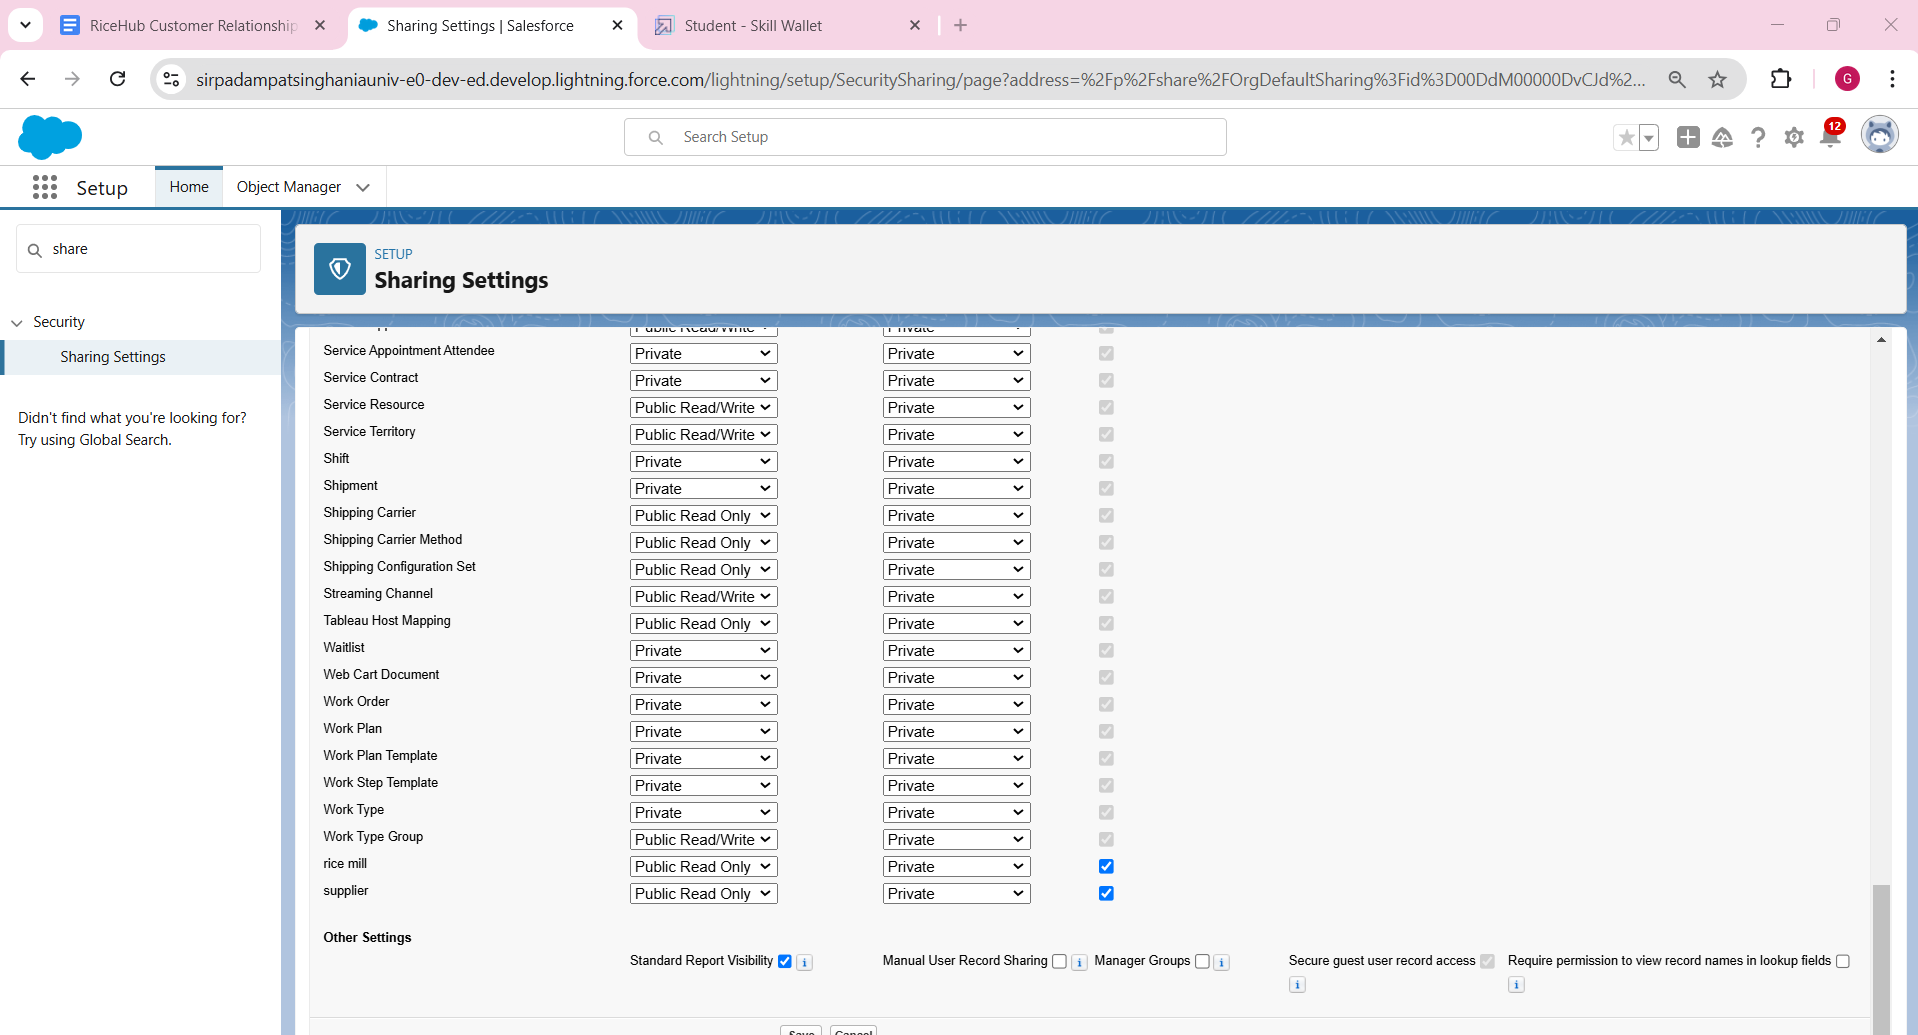 RiceHub Customer Relationship
Sharing Settings | Salesforce
Student - Skill Wallet
sirpadampatsinghaniauniv-e0-dev-ed.develop.lightning.force.com/lightning/setup/SecuritySharing/page?address=%2Fp%2Fshare%2FOrgDefaultSharing%3Fid%3D00DdM00000DvCJd%2...
G
Search Setup
12
Setup
Home
Object Manager
share
Security
Sharing Settings
Didn't find what you're looking for?
Try using Global Search.
SETUP
Sharing Settings
Public Read/Write Private
Service Appointment Attendee Private Private
Service Contract Private Private
Service Resource Public Read/Write Private
Service Territory Public Read/Write Private
Shift Private Private
Shipment Private Private
Shipping Carrier Public Read Only Private
Shipping Carrier Method Public Read Only Private
Shipping Configuration Set Public Read Only Private
Streaming Channel Public Read/Write Private
Tableau Host Mapping Public Read Only Private
Waitlist Private Private
Web Cart Document Private Private
Work Order Private Private
Work Plan Private Private
Work Plan Template Private Private
Work Step Template Private Private
Work Type Private Private
Work Type Group Public Read/Write Private
rice mill Public Read Only Private
supplier Public Read Only Private
Other Settings
Standard Report Visibility i Manual User Record Sharing i Manager Groups i Secure guest user record access Require permission to view record names in lookup fields
i i
Save Cancel